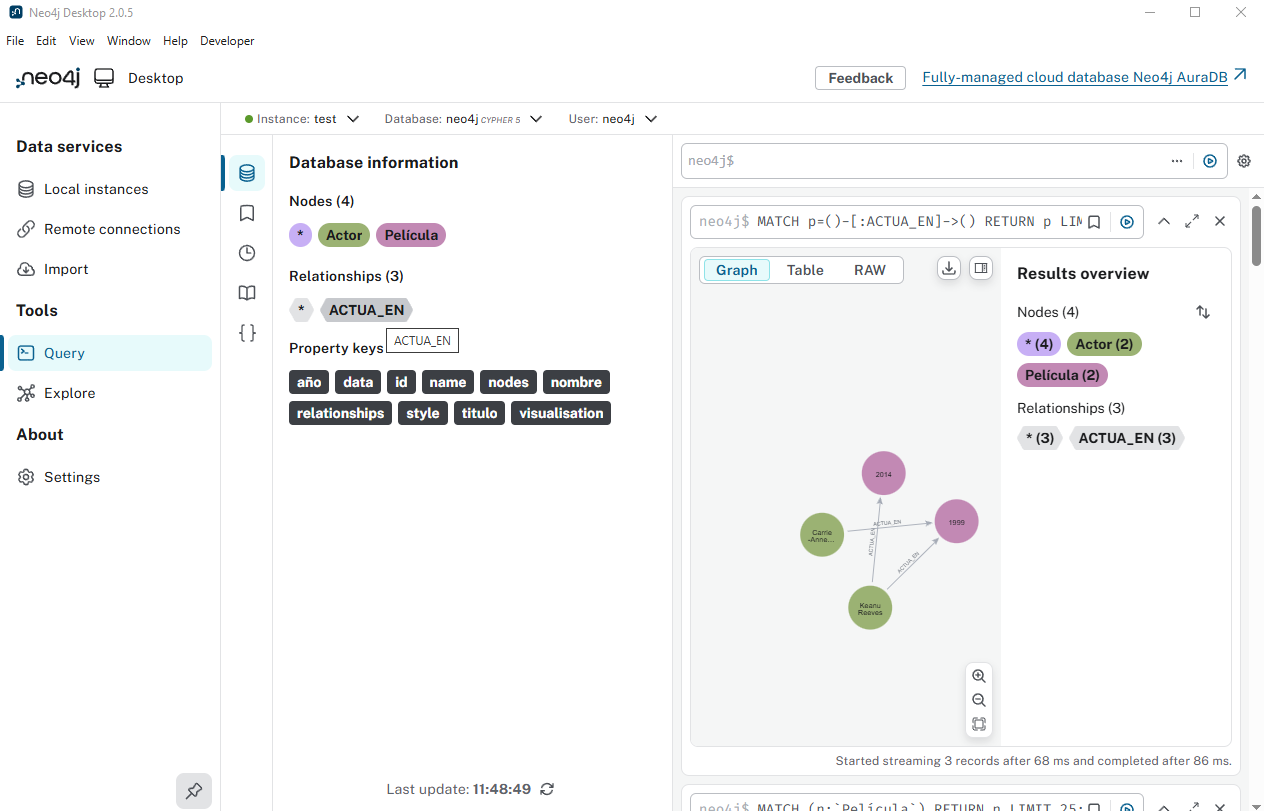 Neo4j Desktop 2.0.5
File Edit View Window Help Developer
neo4j Desktop
Feedback
Fully-managed cloud database Neo4j AuraDB
Instance: test
Database: neo4j CYPHER 5
User: neo4j
Data services
Local instances
Remote connections
Import
Tools
Query
Explore
About
Settings
Database information
Nodes (4)
* Actor Película
Relationships (3)
* ACTUA_EN
ACTUA_EN
Property keys
año data id name nodes nombre
relationships style titulo visualisation
Last update: 11:48:49
neo4j$
neo4j$ MATCH p=()-[:ACTUA_EN]->() RETURN p LIM
Graph Table RAW
2014
1999
Carrie
-Anne...
Keanu
Reeves
ACTUA_EN
ACTUA_EN
ACTUA_EN
Results overview
Nodes (4)
* (4) Actor (2)
Película (2)
Relationships (3)
* (3) ACTUA_EN (3)
Started streaming 3 records after 68 ms and completed after 86 ms.
neo4j$ MATCH (n:`Película`) RETURN n LIMIT 25;